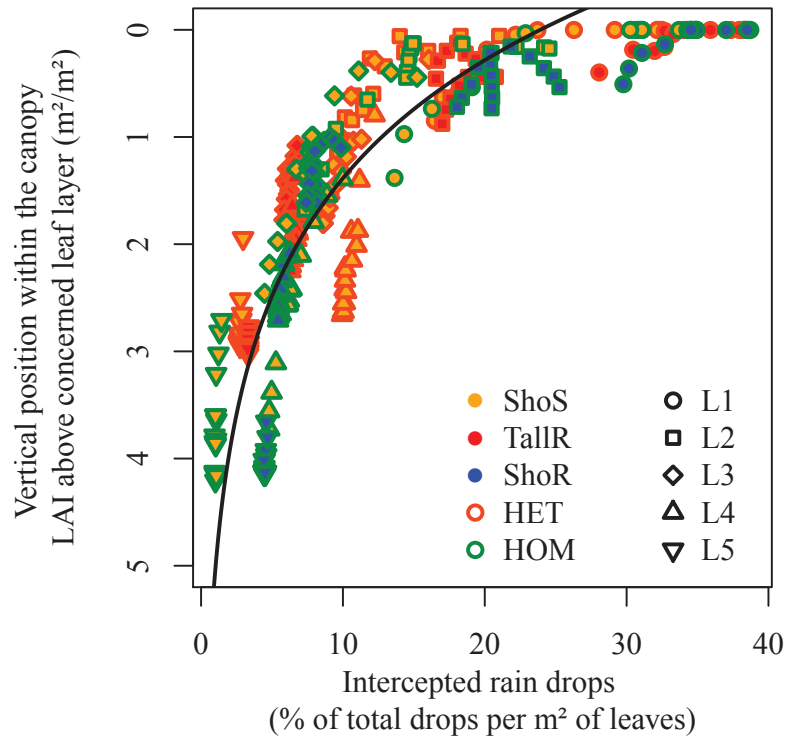 Vertical position within the canopy
LAI above concerned leaf layer (m²/m²)
0
1
2
3
4
5
ShoS
TallR
ShoR
HET
HOM
L1
L2
L3
L4
L5
0 10 20 30 40
Intercepted rain drops
(% of total drops per m² of leaves)